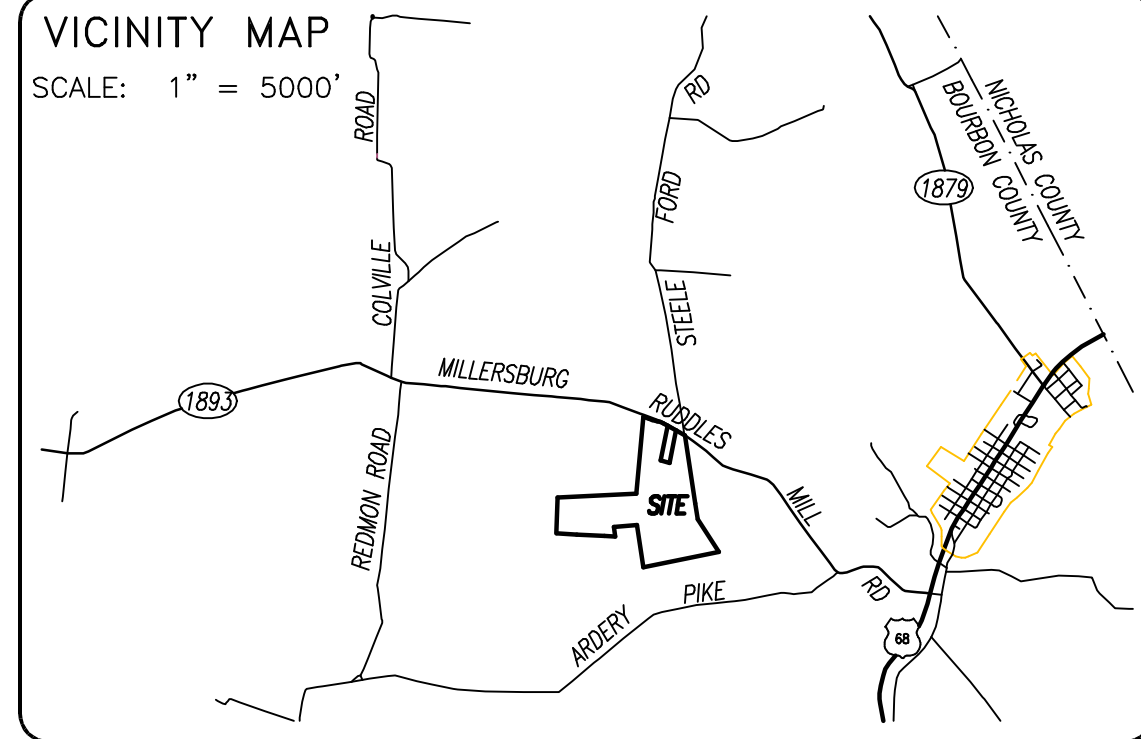 VICINITY MAP
SCALE: 1" = 5000'
ROAD
COLVILLE
RD
FORD
STEELE
1879
NICHOLAS COUNTY
BOURBON COUNTY
1893
MILLERSBURG
RUDDLES
MILL
RD
REDMON ROAD
SITE
ARDERY
PIKE
68